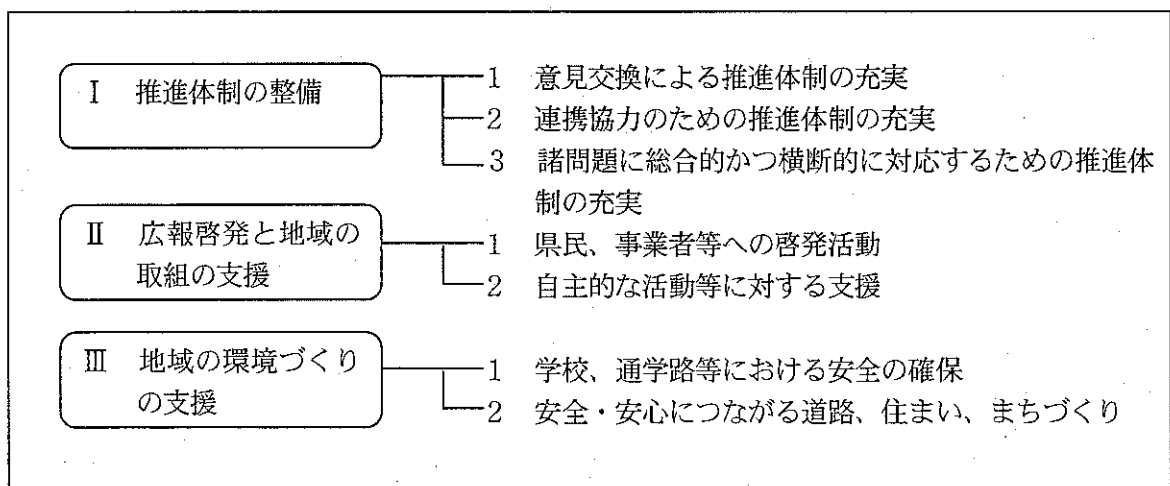 Ⅰ 推進体制の整備
1 意見交換による推進体制の充実
2 連携協力のための推進体制の充実
3 諸問題に総合的かつ横断的に対応するための推進体
制の充実
Ⅱ 広報啓発と地域の
取組の支援
1 県民、事業者等への啓発活動
2 自主的な活動等に対する支援
Ⅲ 地域の環境づくり
の支援
1 学校、通学路等における安全の確保
2 安全・安心につながる道路、住まい、まちづくり